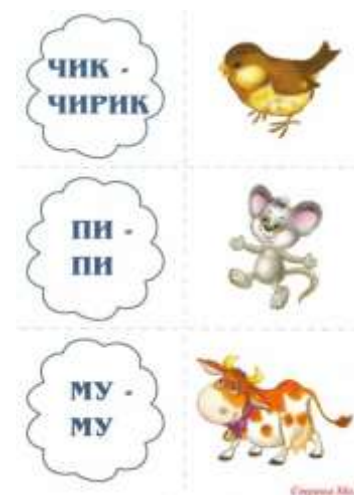 ЧИК -
ЧИРИК
ПИ -
ПИ
МУ -
МУ